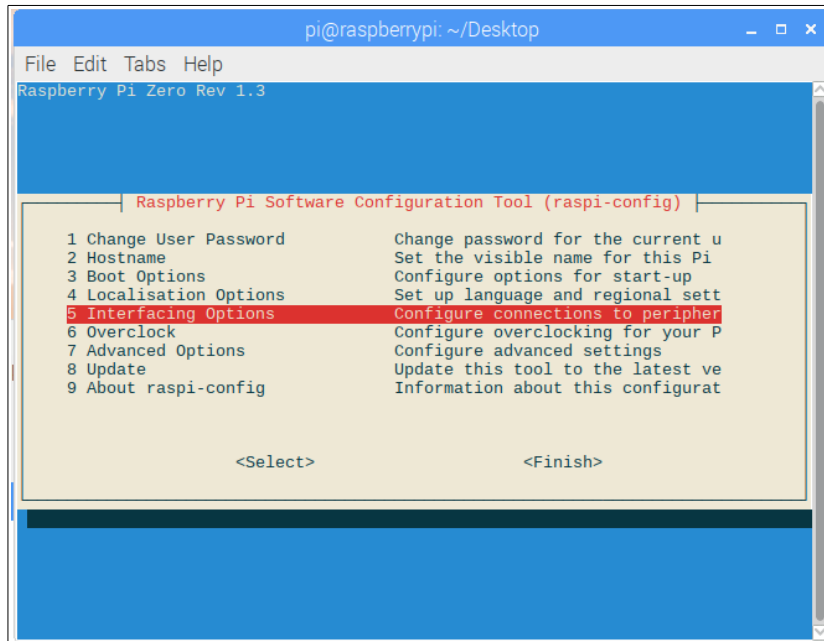 pi@raspberrypi: ~/Desktop
File Edit Tabs Help
Raspberry Pi Zero Rev 1.3
Raspberry Pi Software Configuration Tool (raspi-config)
1 Change User Password Change password for the current u
2 Hostname Set the visible name for this Pi
3 Boot Options Configure options for start-up
4 Localisation Options Set up language and regional sett
5 Interfacing Options Configure connections to peripher
6 Overclock Configure overclocking for your P
7 Advanced Options Configure advanced settings
8 Update Update this tool to the latest ve
9 About raspi-config Information about this configurat
<Select> <Finish>